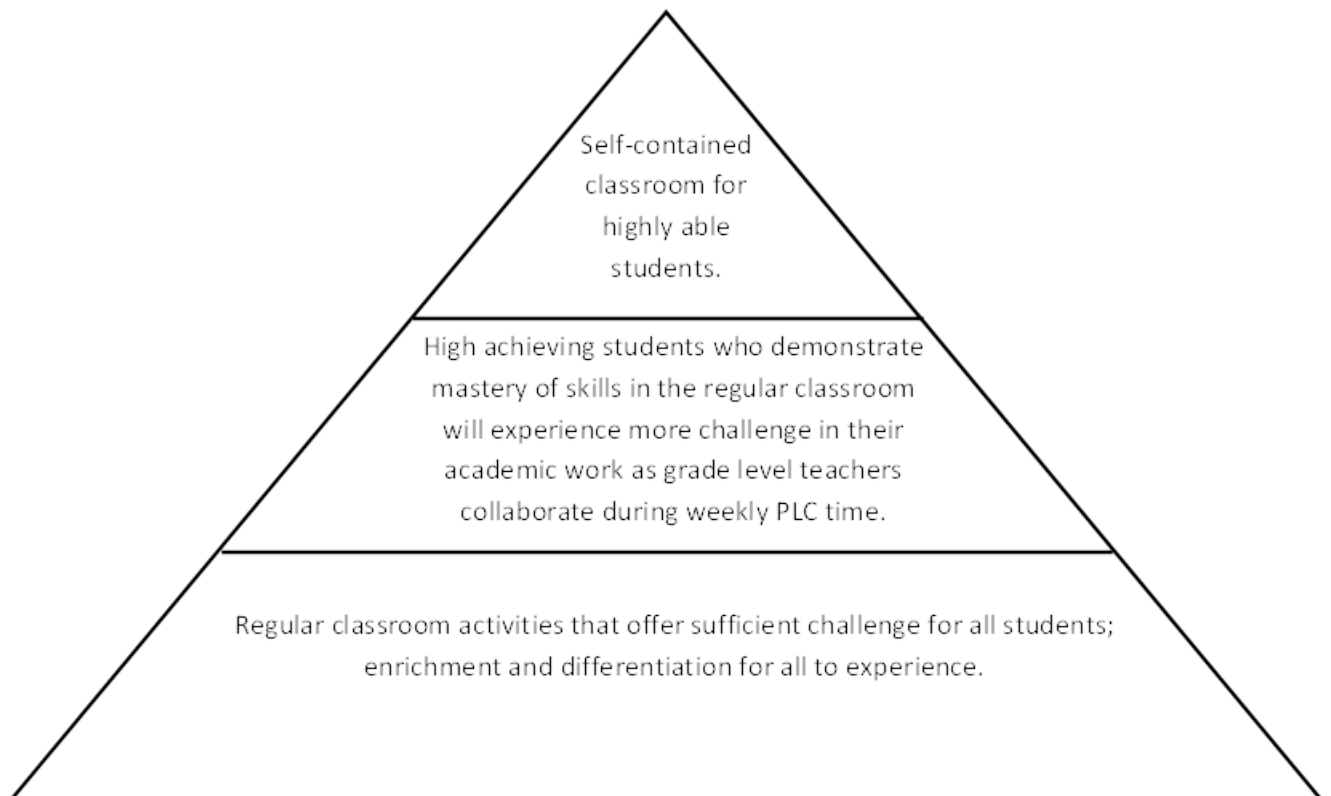 Self-contained
classroom for
highly able
students.
High achieving students who demonstrate
mastery of skills in the regular classroom
will experience more challenge in their
academic work as grade level teachers
collaborate during weekly PLC time.
Regular classroom activities that offer sufficient challenge for all students;
enrichment and differentiation for all to experience.